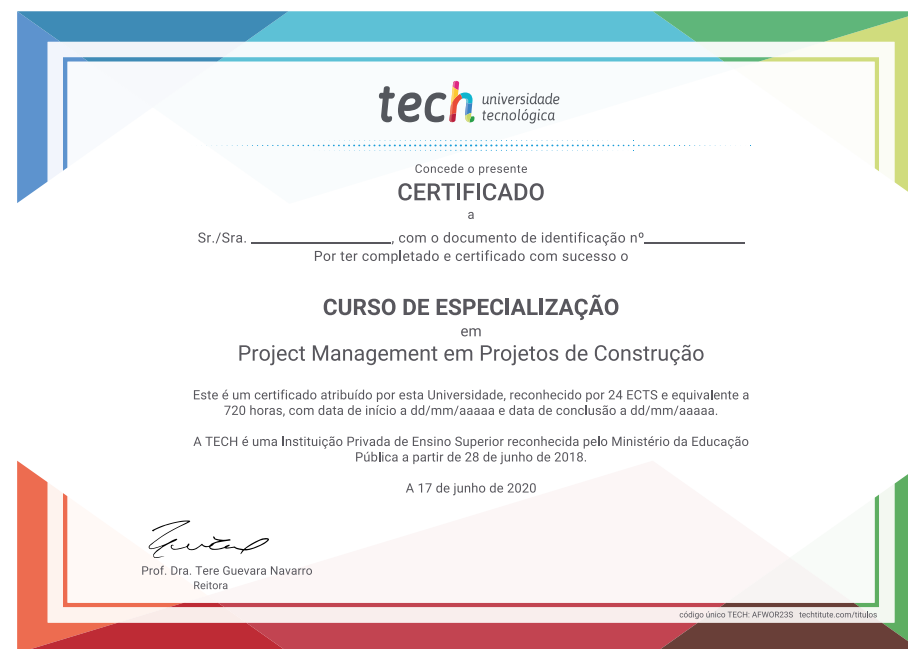 tech universidade
tecnológica
Concede o presente
CERTIFICADO
a
Sr./Sra. ____________________, com o documento de identificação nº______________
Por ter completado e certificado com sucesso o
CURSO DE ESPECIALIZAÇÃO
em
Project Management em Projetos de Construção
Este é um certificado atribuído por esta Universidade, reconhecido por 24 ECTS e equivalente a
720 horas, com data de início a dd/mm/aaaaa e data de conclusão a dd/mm/aaaaa.
A TECH é uma Instituição Privada de Ensino Superior reconhecida pelo Ministério da Educação
Pública a partir de 28 de junho de 2018.
A 17 de junho de 2020
Prof. Dra. Tere Guevara Navarro
Reitora
código único TECH: AFWOR23S techtitute.com/titulos